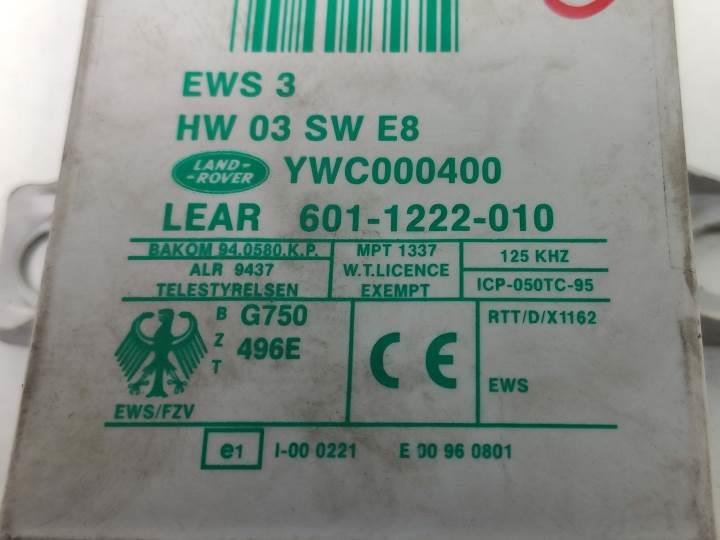 EWS 3
HW 03 SW E8
LAND-
-ROVER
YWC000400
LEAR 601-1222-010
BAKOM 94.0580.K.P.
ALR 9437
TELESTYRELSEN
MPT 1337
W.T.LICENCE
EXEMPT
125 KHZ
ICP-050TC-95
B
Z
T
G750
496E
EWS/FZV
CE
RTT/D/X1162
EWS
e1 I-00 0221 E 00 96 0801